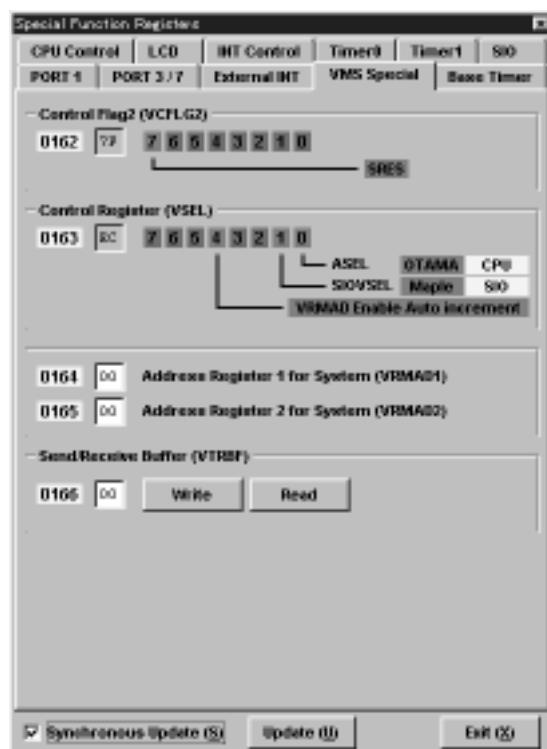 Special Function Registers
CPU Control LCD INT Control Timer0 Timer1 SIO
PORT 1 PORT 3 / 7 External INT VMS Special Base Timer
Control Flag2 (VCFLG2)
0162 7 6 5 4 3 2 1 0
SRES
Control Register (VSEL)
0163 7 6 5 4 3 2 1 0
ASEL OTAMA CPU
SIOVSEL Maple SIO
VRMAD Enable Auto increment
0164 00 Addrexx Register 1 for System (VRMAD1)
0165 00 Addrexx Register 2 for System (VRMAD2)
Send/Receive Buffer (VTRBF)
0166 00 Write Read
Synchronous Update (S) Update (U) Exit (X)